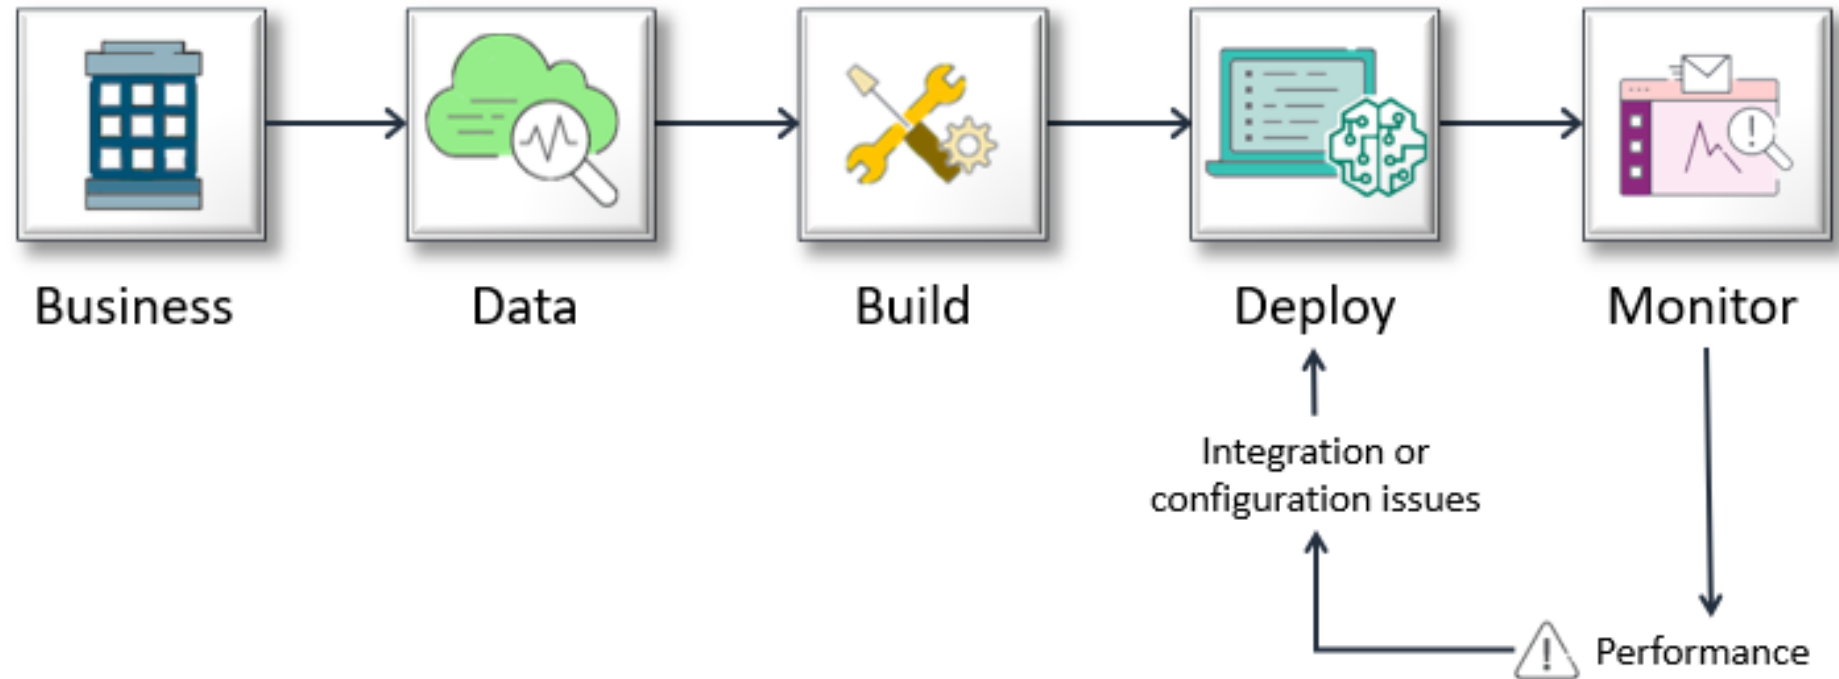 Business
Data
Build
Deploy
Monitor
Integration or
configuration issues
Performance